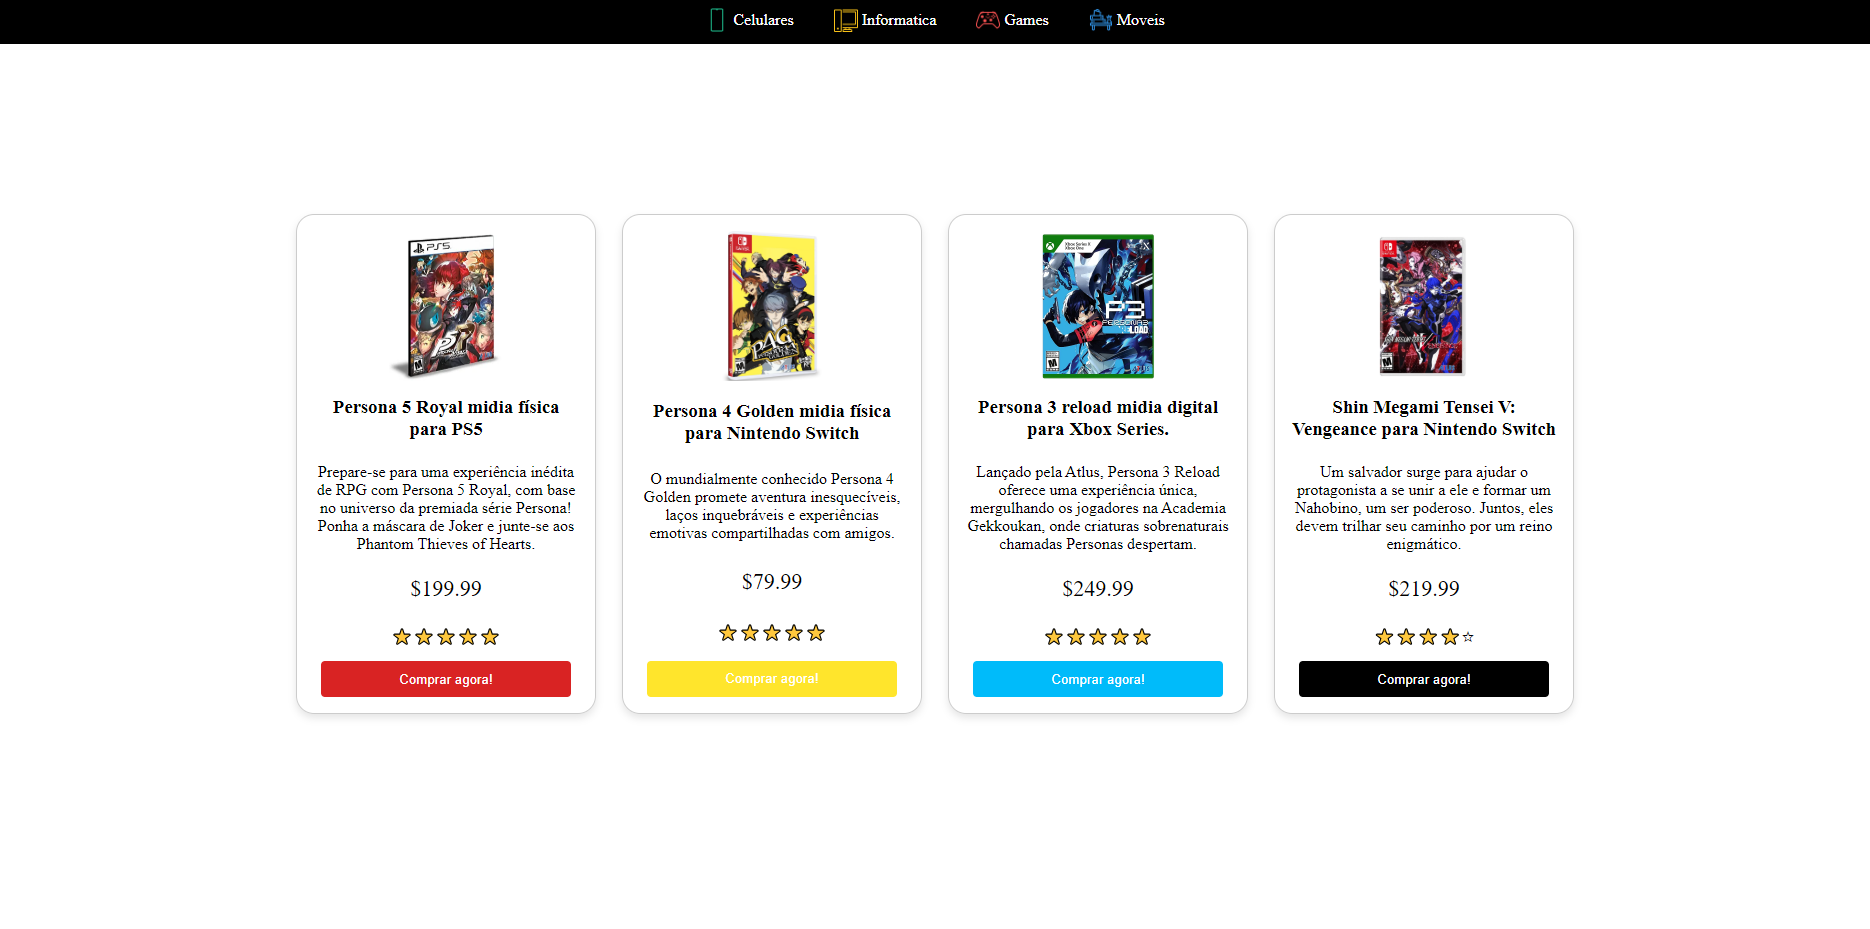 Celulares
Informatica
Games
Moveis
PS5
Persona 5 Royal midia física
para PS5
Prepare-se para uma experiência inédita
de RPG com Persona 5 Royal, com base
no universo da premiada série Persona!
Ponha a máscara de Joker e junte-se aos
Phantom Thieves of Hearts.
$199.99
Comprar agora!
P4G
Persona 4 Golden midia física
para Nintendo Switch
O mundialmente conhecido Persona 4
Golden promete aventura inesquecíveis,
laços inquebráveis e experiências
emotivas compartilhadas com amigos.
$79.99
Comprar agora!
Xbox Series X
Xbox One
P3
RELOAD
Persona 3 reload midia digital
para Xbox Series.
Lançado pela Atlus, Persona 3 Reload
oferece uma experiência única,
mergulhando os jogadores na Academia
Gekkoukan, onde criaturas sobrenaturais
chamadas Personas despertam.
$249.99
Comprar agora!
Shin Megami Tensei V:
Vengeance para Nintendo Switch
Um salvador surge para ajudar o
protagonista a se unir a ele e formar um
Nahobino, um ser poderoso. Juntos, eles
devem trilhar seu caminho por um reino
enigmático.
$219.99
Comprar agora!